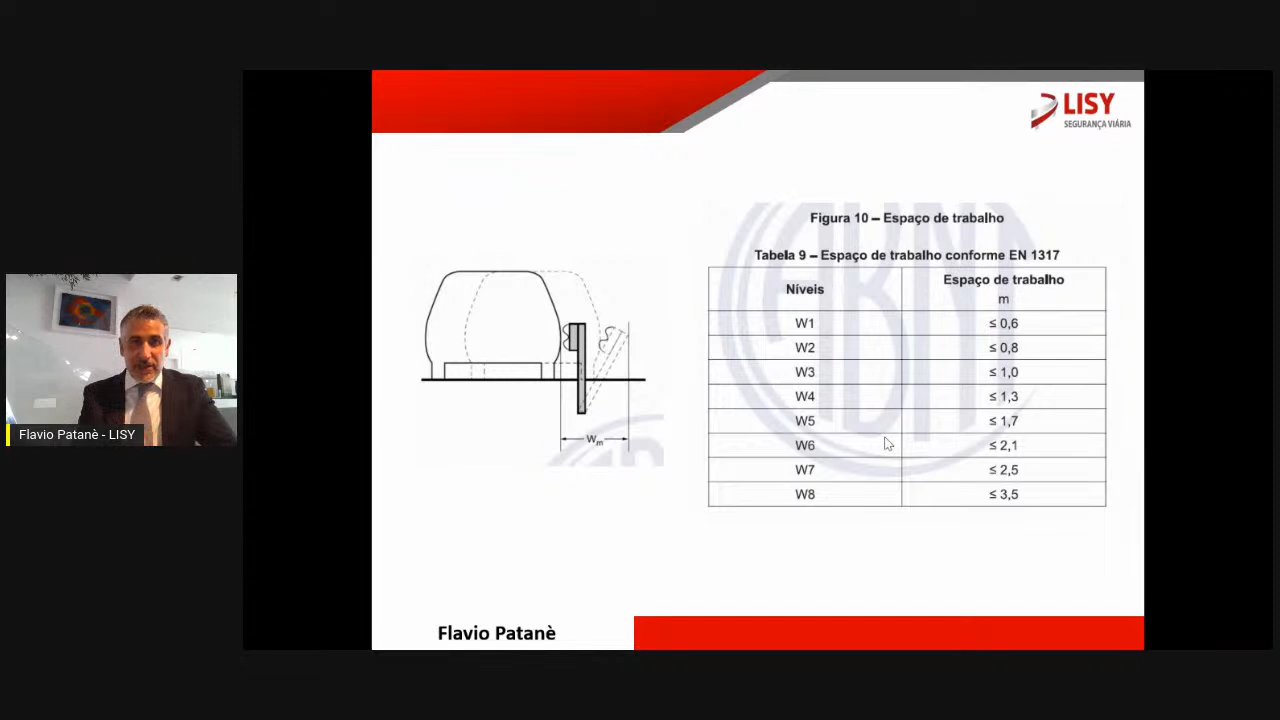 LISY
SEGURANÇA VIÁRIA
Figura 10 – Espaço de trabalho
Tabela 9 – Espaço de trabalho conforme EN 1317
Níveis Espaço de trabalho
m
W1 ≤ 0,6
W2 ≤ 0,8
W3 ≤ 1,0
W4 ≤ 1,3
W5 ≤ 1,7
W6 ≤ 2,1
W7 ≤ 2,5
W8 ≤ 3,5
Wm
ABNT
Flavio Patanè - LISY
Flavio Patanè